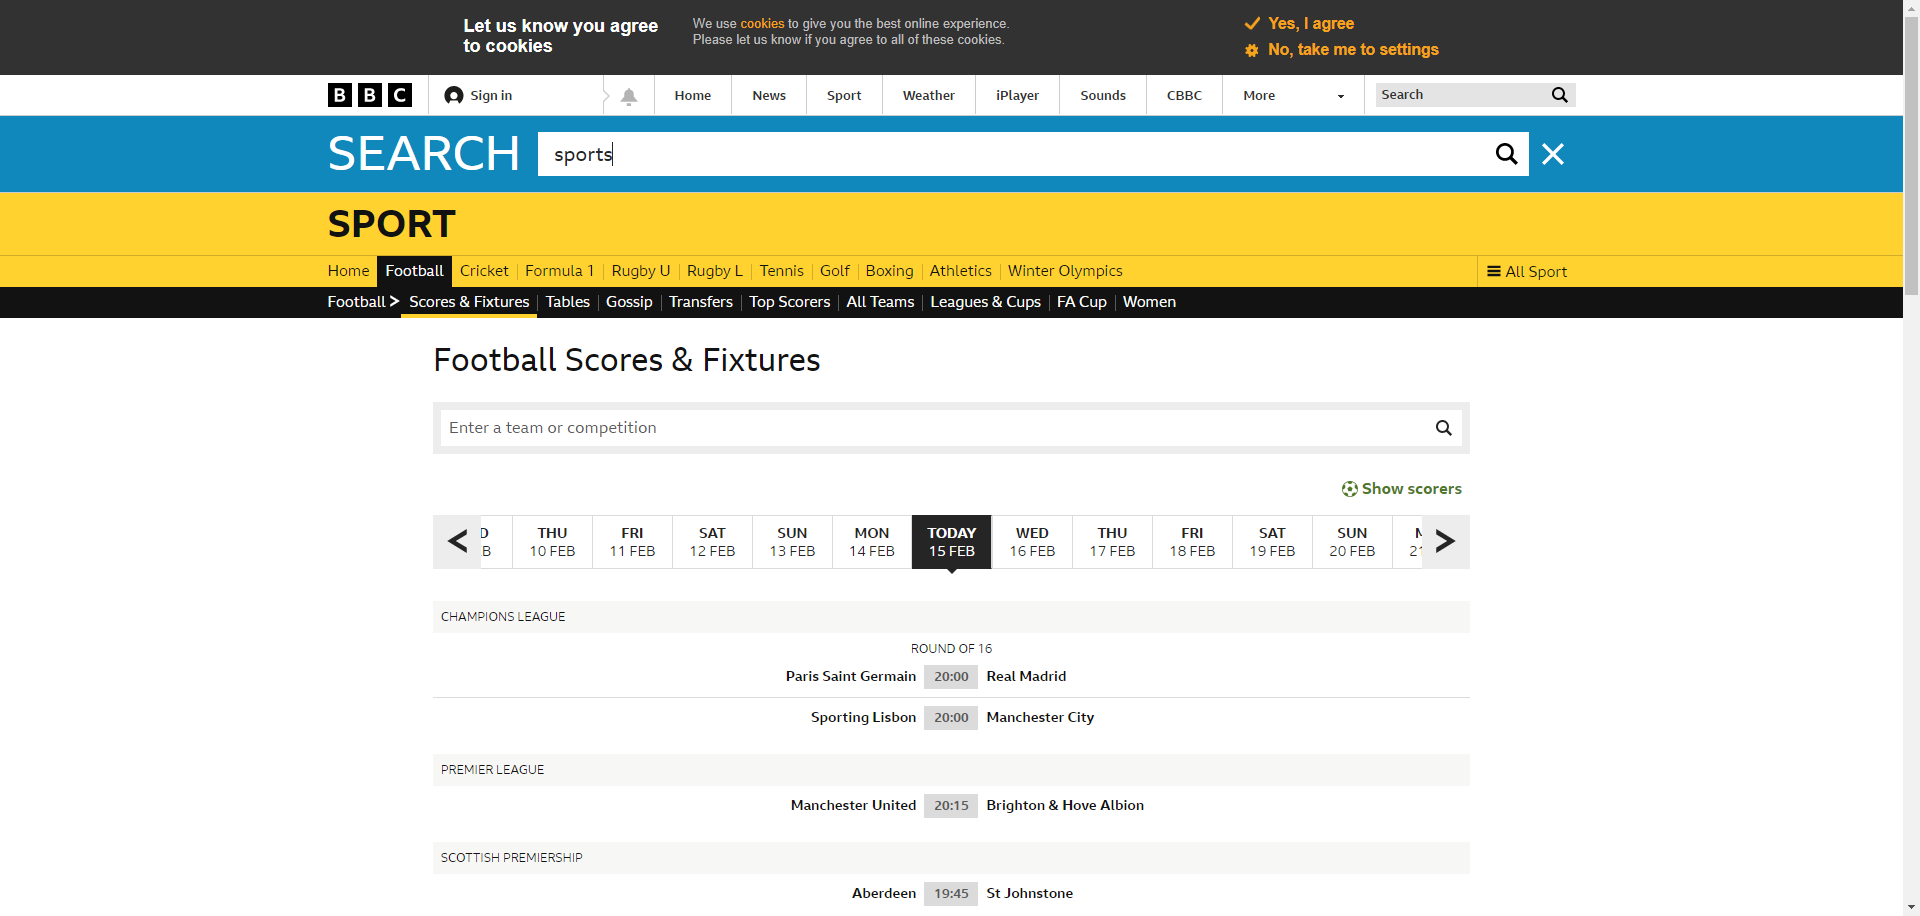 Let us know you agree
to cookies
We use cookies to give you the best online experience.
Please let us know if you agree to all of these cookies.
Yes, I agree
No, take me to settings
BBC Sign in Home News Sport Weather iPlayer Sounds CBBC More Search
SEARCH sports
SPORT
Home Football Cricket Formula 1 Rugby U Rugby L Tennis Golf Boxing Athletics Winter Olympics All Sport
Football Scores & Fixtures Tables Gossip Transfers Top Scorers All Teams Leagues & Cups FA Cup Women
Football Scores & Fixtures
Enter a team or competition
Show scorers
THU FRI SAT SUN MON TODAY WED THU FRI SAT SUN
10 FEB 11 FEB 12 FEB 13 FEB 14 FEB 15 FEB 16 FEB 17 FEB 18 FEB 19 FEB 20 FEB
CHAMPIONS LEAGUE
ROUND OF 16
Paris Saint Germain 20:00 Real Madrid
Sporting Lisbon 20:00 Manchester City
PREMIER LEAGUE
Manchester United 20:15 Brighton & Hove Albion
SCOTTISH PREMIERSHIP
Aberdeen 19:45 St Johnstone